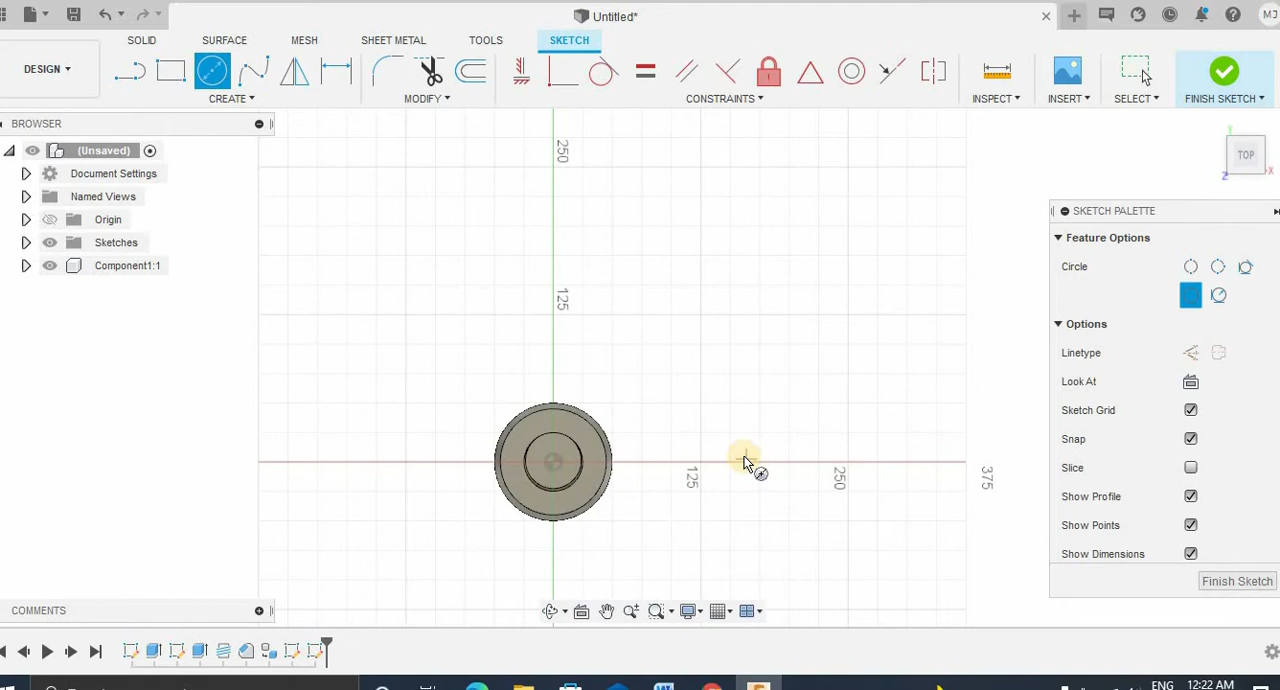 Untitled*
MJ
SOLID SURFACE MESH SHEET METAL TOOLS SKETCH
DESIGN
CREATE MODIFY CONSTRAINTS INSPECT INSERT SELECT FINISH SKETCH
BROWSER
(Unsaved)
Document Settings
Named Views
Origin
Sketches
Component1:1
250
125
125
250
375
Y
TOP
X
Z
SKETCH PALETTE
Feature Options
Circle
Options
Linetype
Look At
Sketch Grid
Snap
Slice
Show Profile
Show Points
Show Dimensions
Finish Sketch
COMMENTS
ENG 12:22 AM